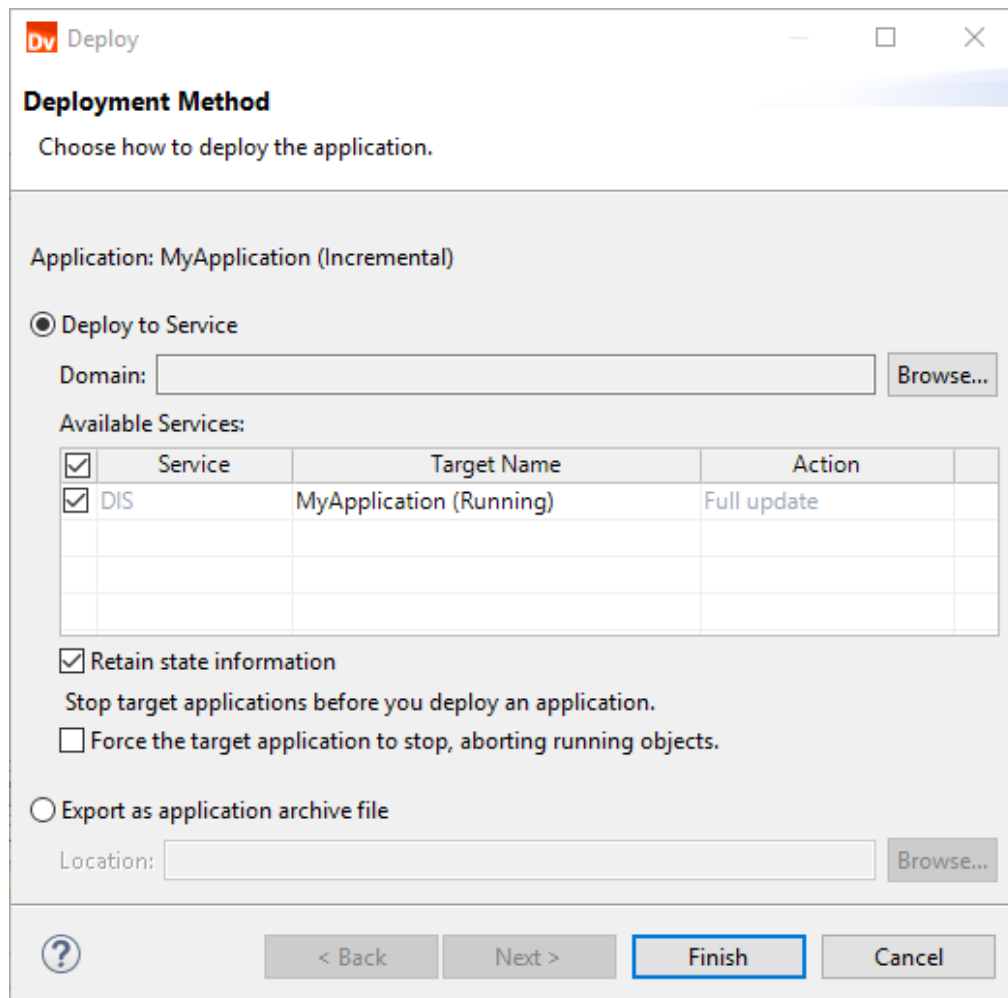 Dv Deploy
Deployment Method
Choose how to deploy the application.
Application: MyApplication (Incremental)
Deploy to Service
Domain: Browse...
Available Services:
Service Target Name Action
DIS MyApplication (Running) Full update
Retain state information
Stop target applications before you deploy an application.
Force the target application to stop, aborting running objects.
Export as application archive file
Location: Browse...
? < Back Next > Finish Cancel